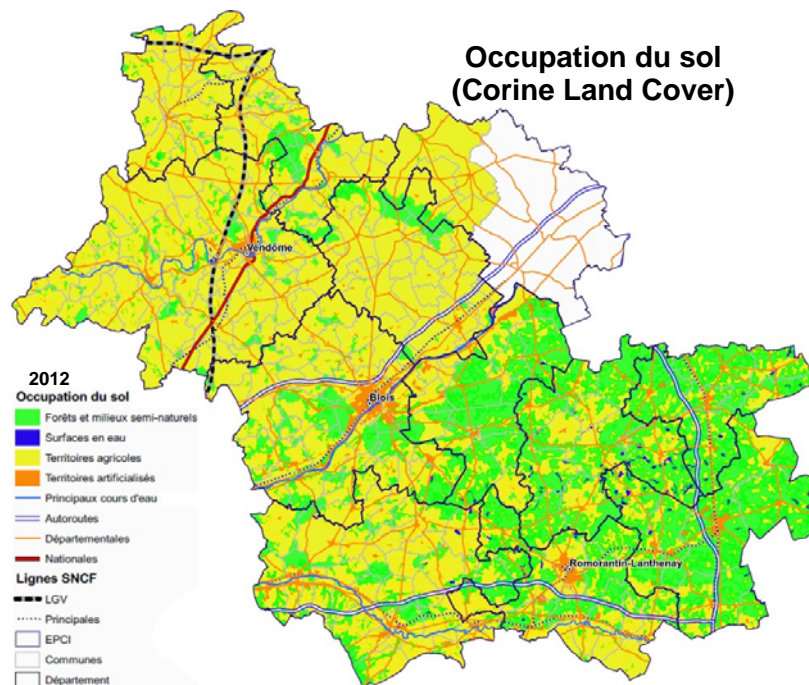 Occupation du sol
(Corine Land Cover)
Vendôme
Blois
Romorantin-Lanthenay
2012
Occupation du sol
Forêts et milieux semi-naturels
Surfaces en eau
Territoires agricoles
Territoires artificialisés
Principaux cours d'eau
Autoroutes
Départementales
Nationales
Lignes SNCF
LGV
Principales
EPCI
Communes
Département